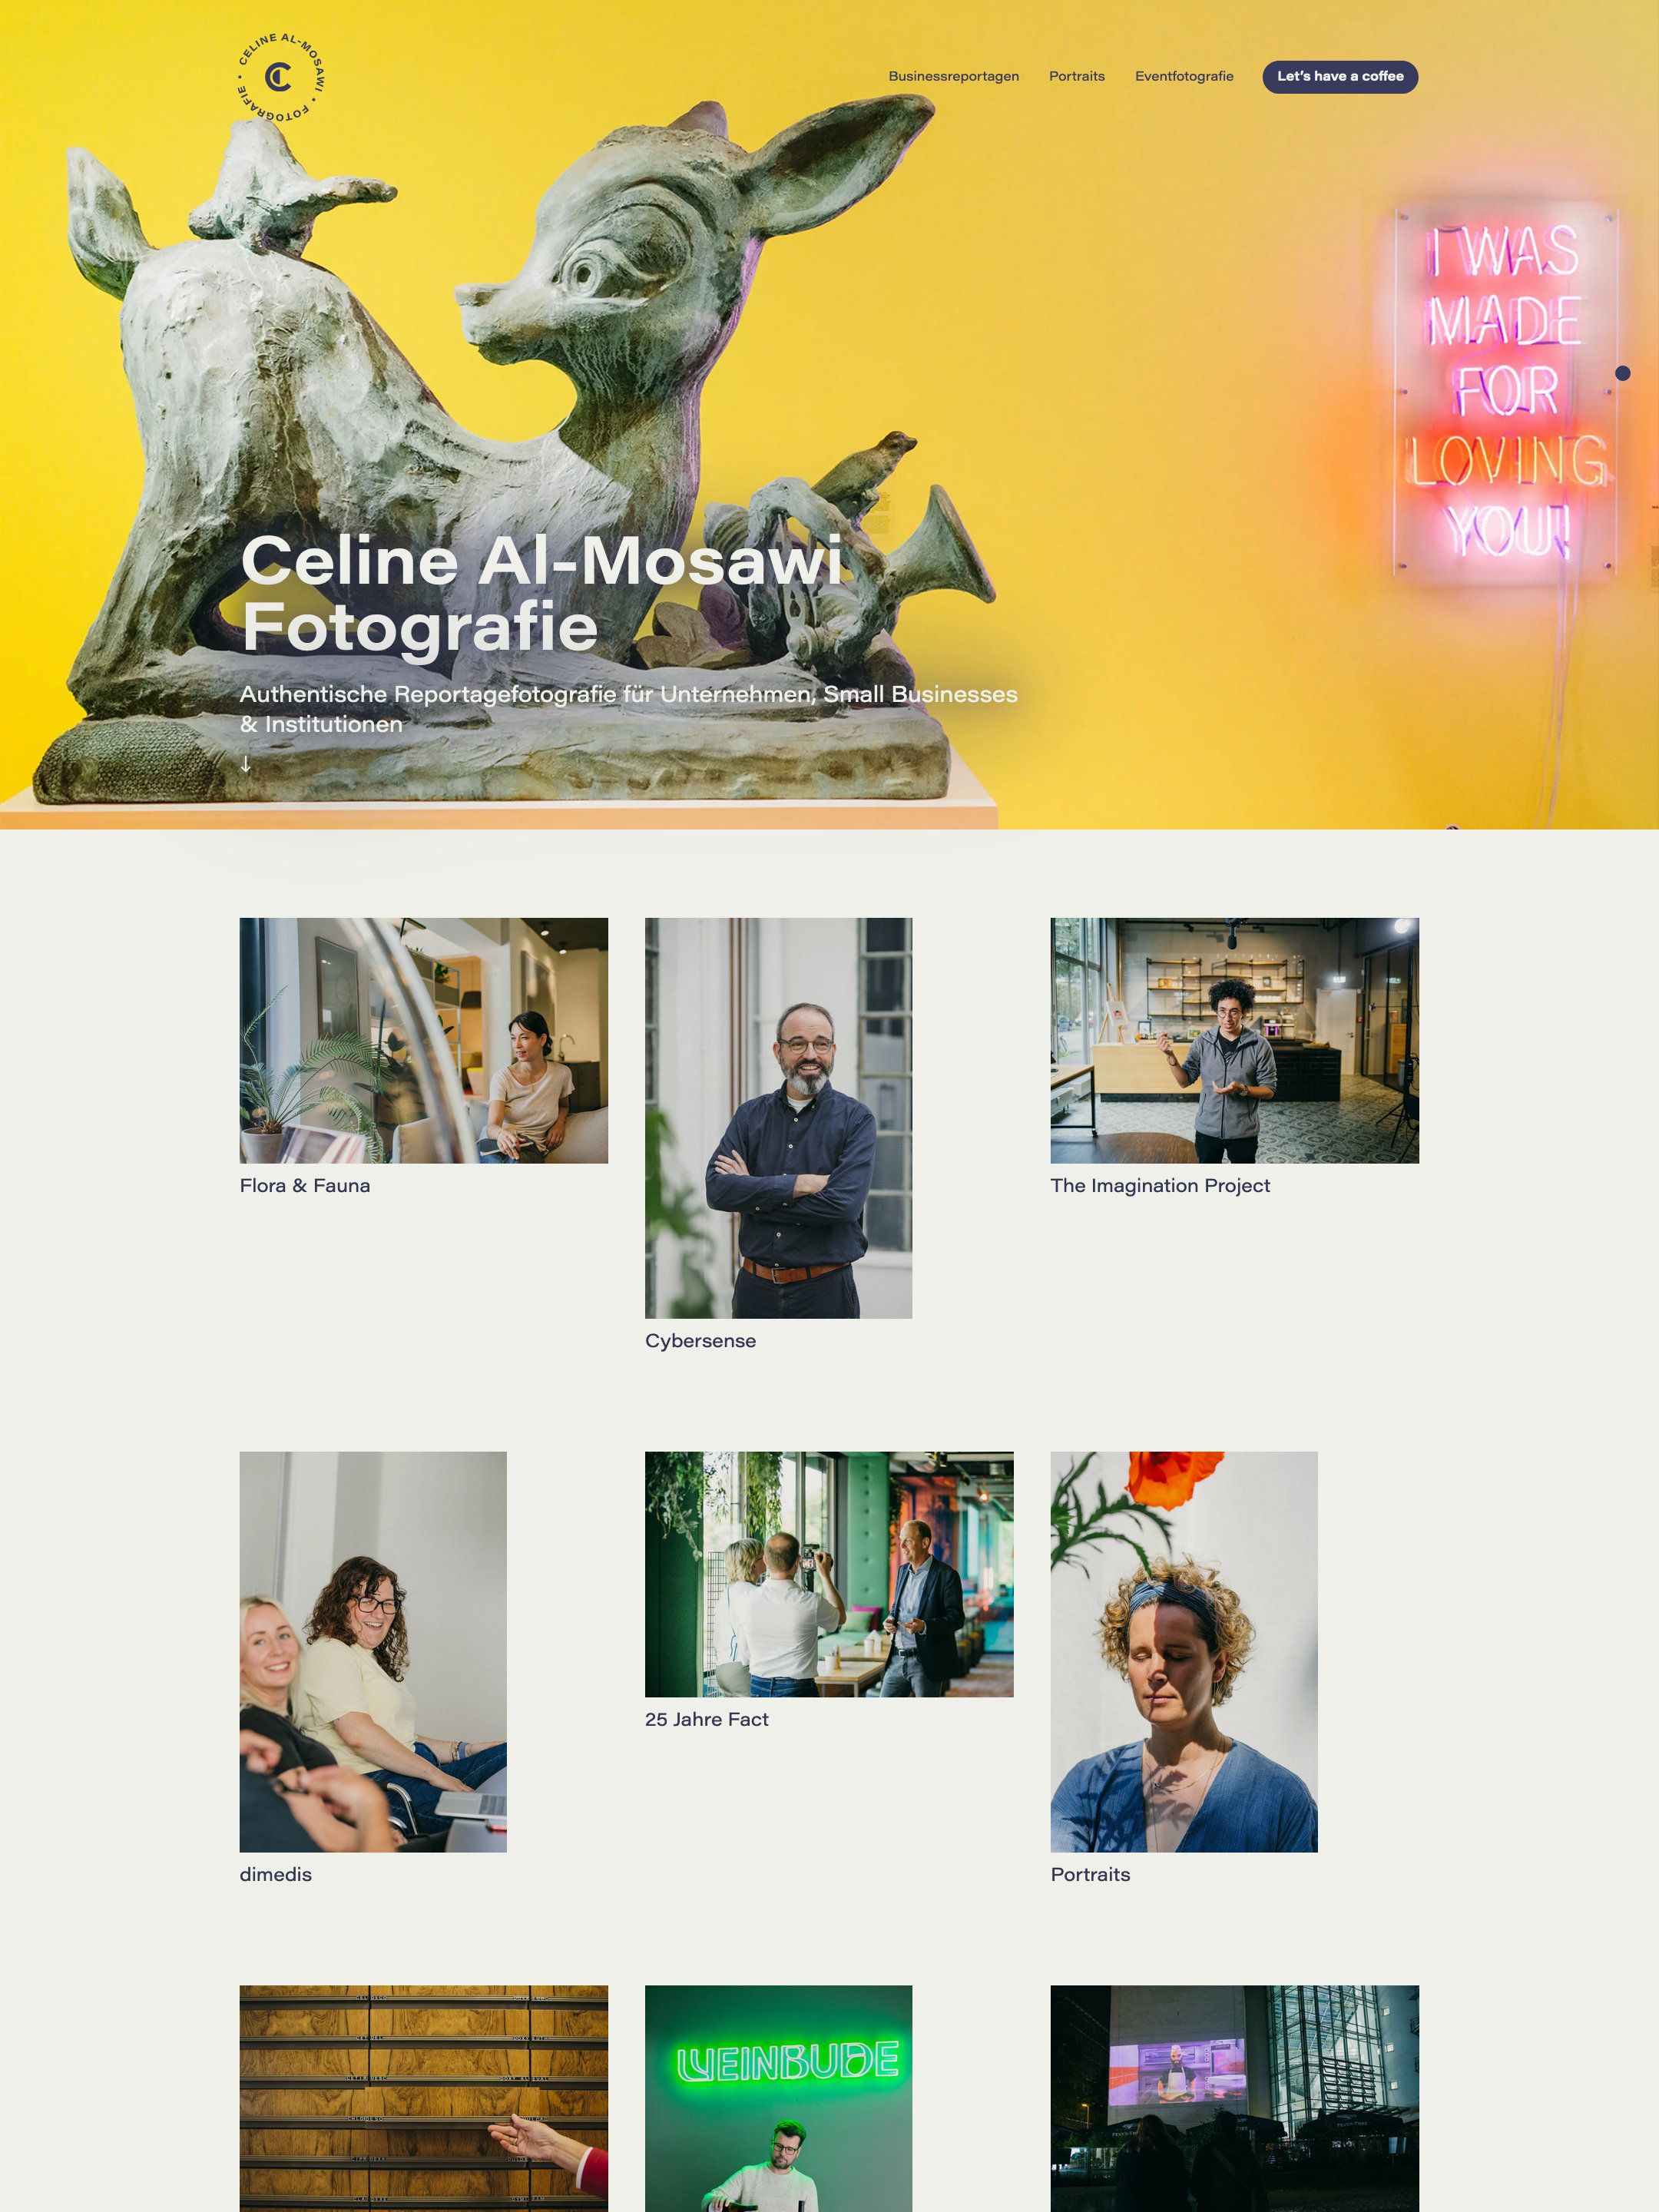 CELINE AL-MOSAWI • FOTOGRAFIE •
C
Businessreportagen
Portraits
Eventfotografie
Let's have a coffee
I WAS
MADE
FOR
LOVING
YOU!
Celine Al-Mosawi
Fotografie
Authentische Reportagefotografie für Unternehmen, Small Businesses
& Institutionen
↓
Flora & Fauna
Cybersense
The Imagination Project
dimedis
25 Jahre Fact
Portraits
WEINBUDE